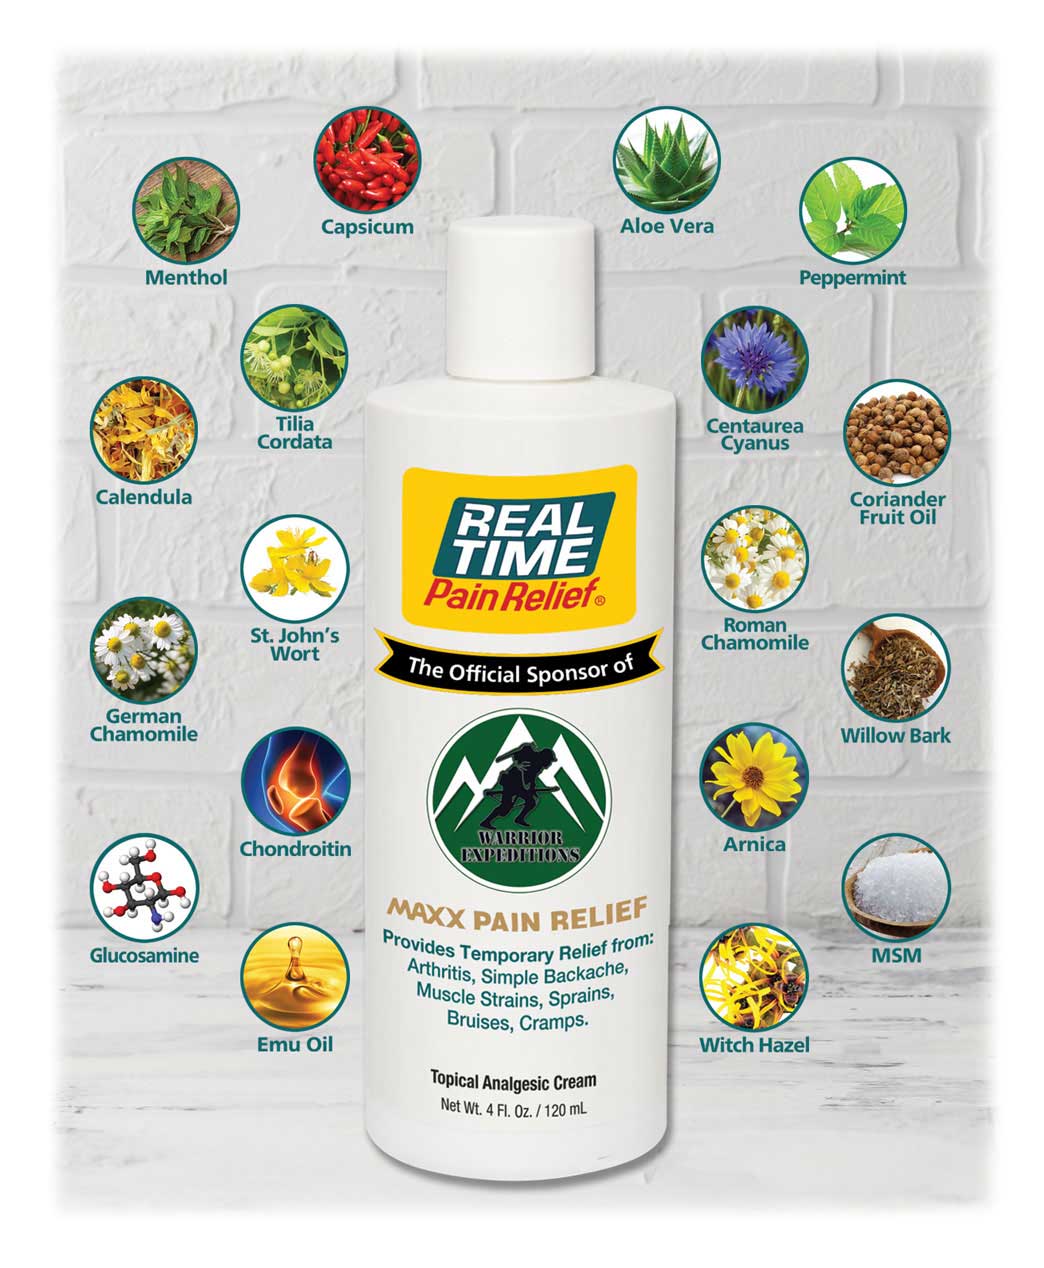 Capsicum
Aloe Vera
Menthol
Peppermint
Tilia
Cordata
Centaurea
Cyanus
Calendula
Coriander
Fruit Oil
REAL
TIME
Pain Relief®
St. John's
Wort
Roman
Chamomile
The Official Sponsor of
German
Chamomile
Willow Bark
WARRIOR
EXPEDITIONS
Chondroitin
Arnica
MAXX PAIN RELIEF
Provides Temporary Relief from:
Arthritis, Simple Backache,
Muscle Strains, Sprains,
Bruises, Cramps.
Glucosamine
MSM
Emu Oil
Witch Hazel
Topical Analgesic Cream
Net Wt. 4 Fl. Oz. / 120 mL